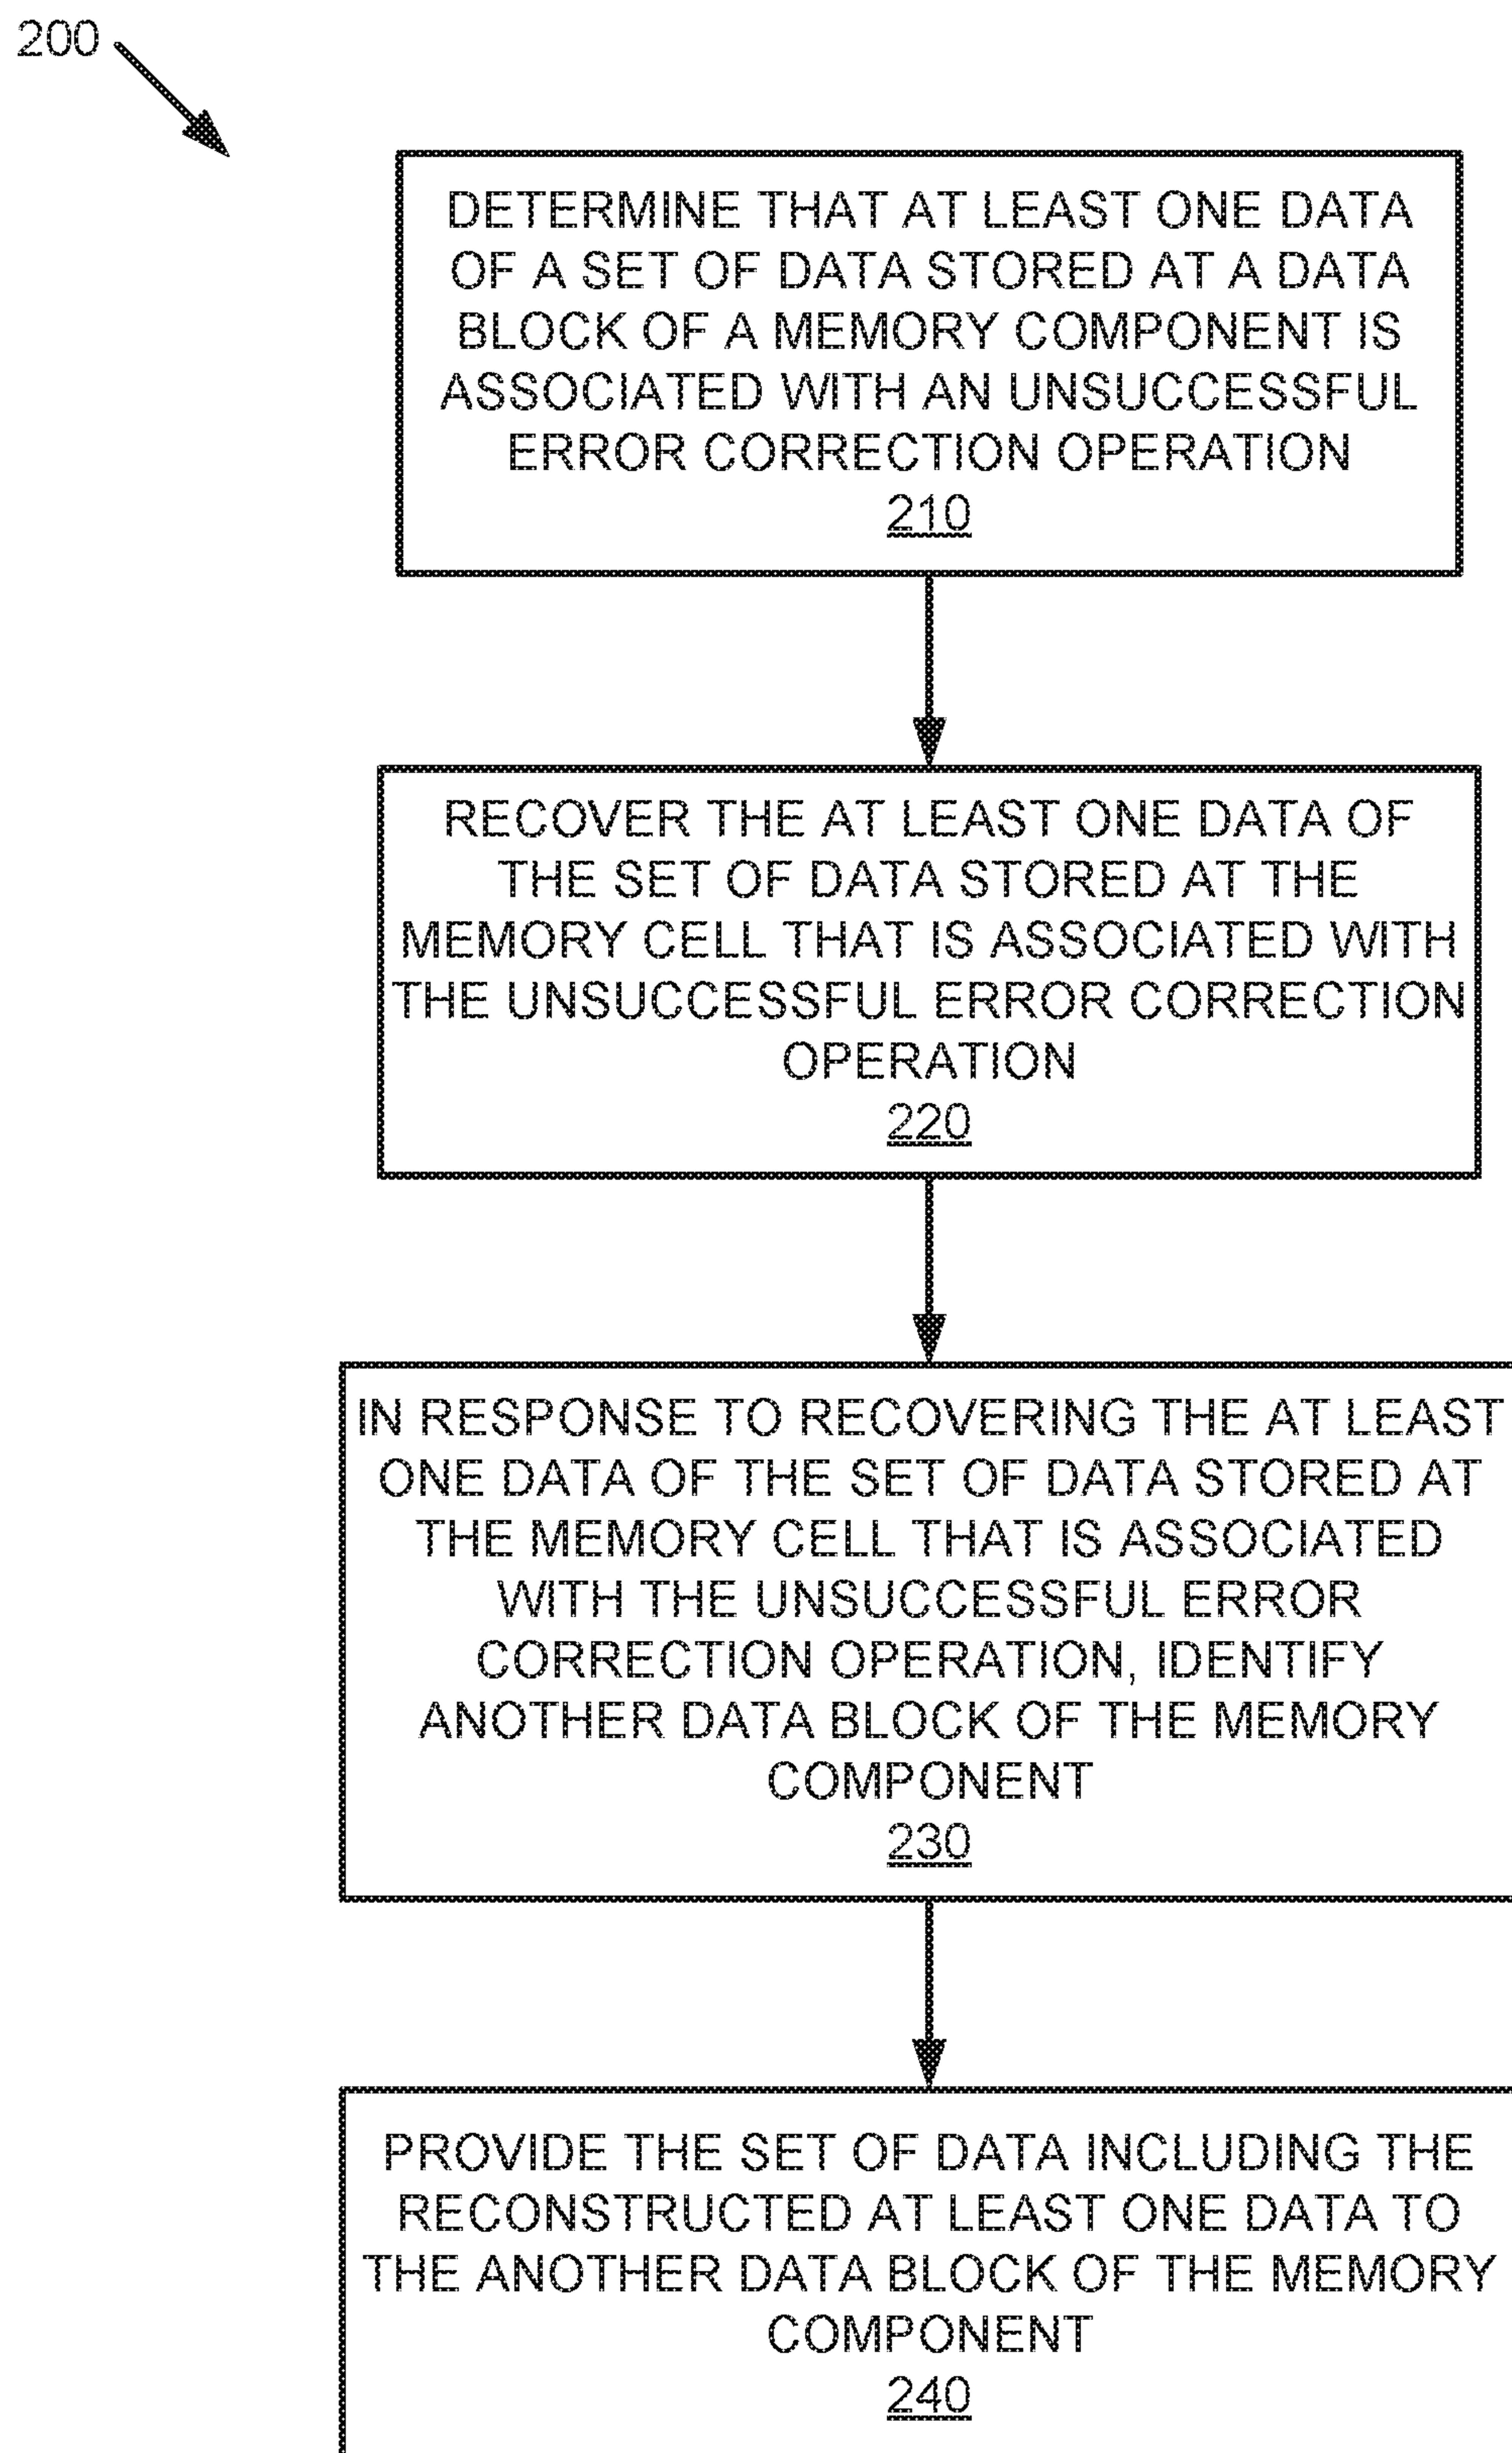 200
DETERMINE THAT AT LEAST ONE DATA
OF A SET OF DATA STORED AT A DATA
BLOCK OF A MEMORY COMPONENT IS
ASSOCIATED WITH AN UNSUCCESSFUL
ERROR CORRECTION OPERATION
210
RECOVER THE AT LEAST ONE DATA OF
THE SET OF DATA STORED AT THE
MEMORY CELL THAT IS ASSOCIATED WITH
THE UNSUCCESSFUL ERROR CORRECTION
OPERATION
220
IN RESPONSE TO RECOVERING THE AT LEAST
ONE DATA OF THE SET OF DATA STORED AT
THE MEMORY CELL THAT IS ASSOCIATED
WITH THE UNSUCCESSFUL ERROR
CORRECTION OPERATION, IDENTIFY
ANOTHER DATA BLOCK OF THE MEMORY
COMPONENT
230
PROVIDE THE SET OF DATA INCLUDING THE
RECONSTRUCTED AT LEAST ONE DATA TO
THE ANOTHER DATA BLOCK OF THE MEMORY
COMPONENT
240